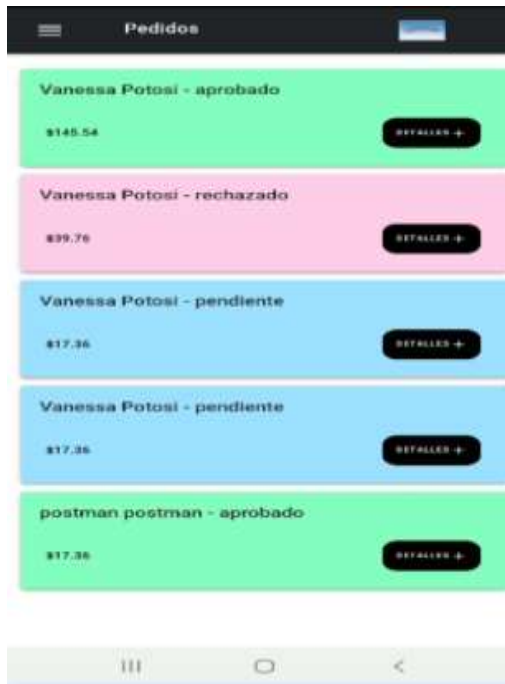 Pedidos
Vanessa Potosi - aprobado
$145.54
DETALLES +
Vanessa Potosi - rechazado
$39.76
DETALLES +
Vanessa Potosi - pendiente
$17.36
DETALLES +
Vanessa Potosi - pendiente
$17.36
DETALLES +
postman postman - aprobado
$17.36
DETALLES +